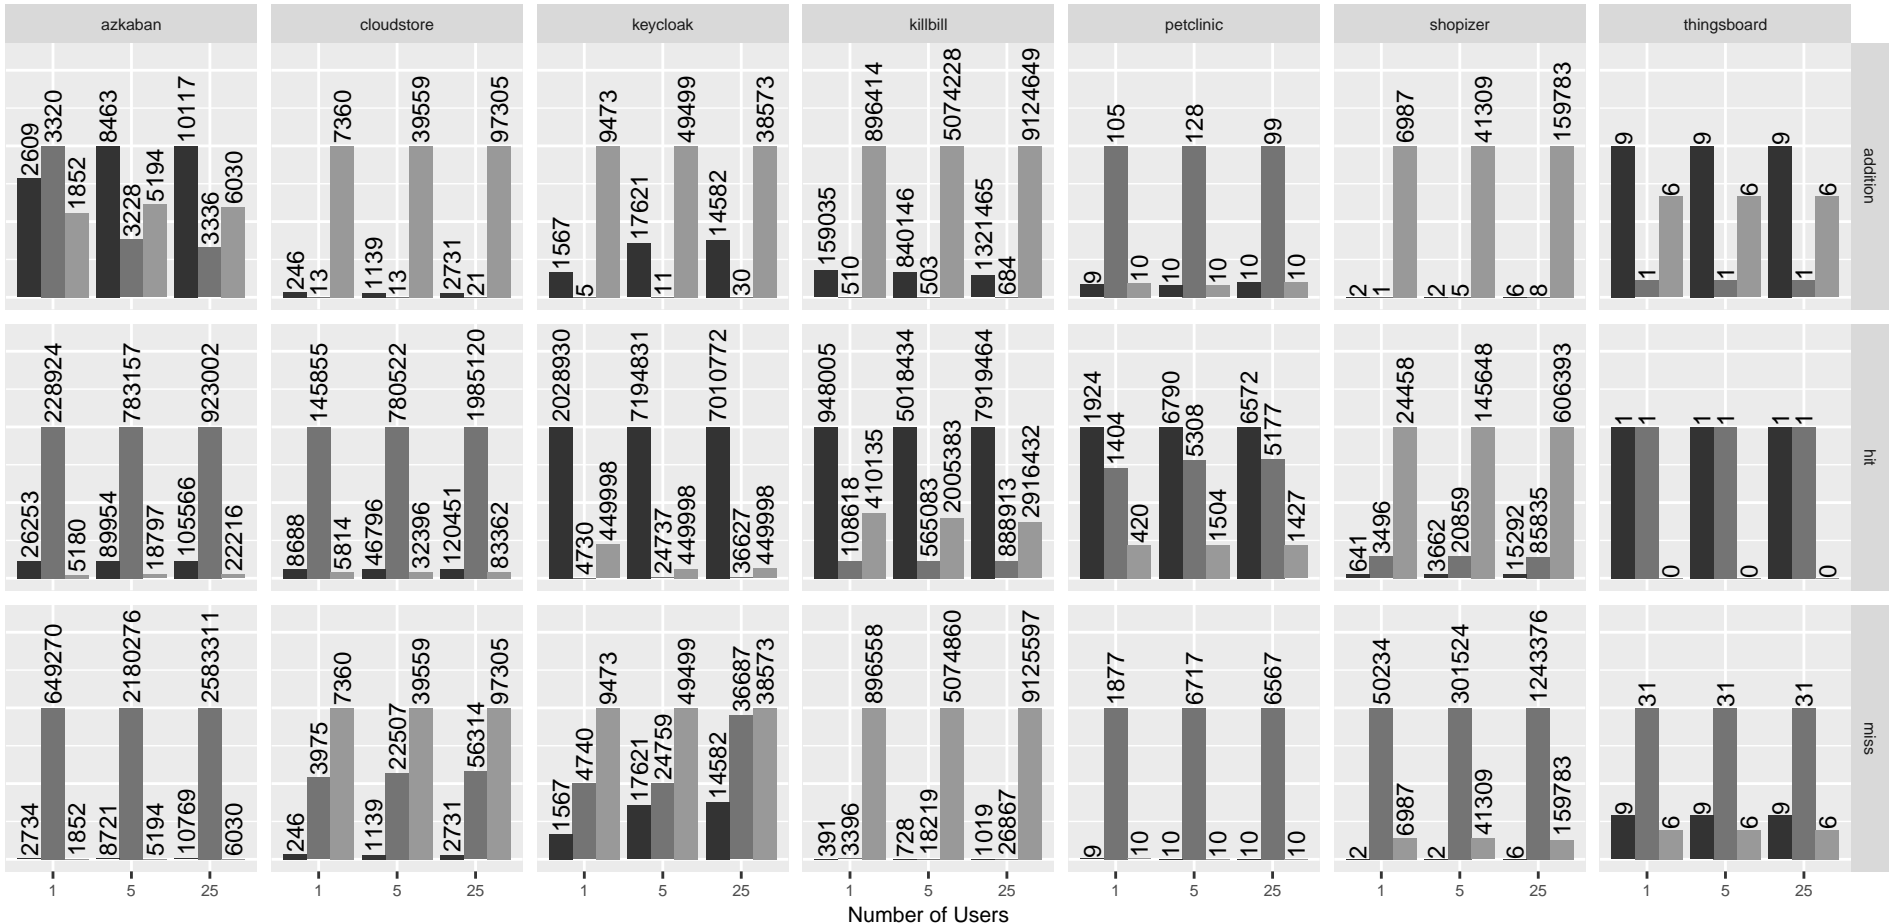 azkaban cloudstore keycloak killbill petclinic shopizer thingsboard
2609 3320 1852 8463 3228 5194 10117 3336 6030 246 13 7360 1139 13 39559 2731 21 97305 1567 5 9473 17621 11 49499 14582 30 38573 159035 510 896414 840146 503 5074228 1321465 684 9124649 9 105 10 10 128 10 10 99 10 2 1 6987 2 5 41309 6 8 159783 9 1 6 9 1 6 9 1 6 addition
26253 228924 5180 89954 783157 18797 105566 923002 22216 8688 145855 5814 46796 780522 32396 120451 1985120 83362 2028930 4730 449998 7194831 24737 449998 7010772 36627 449998 948005 108618 410135 5018434 565083 2005383 7919464 888913 2916432 1924 1404 420 6790 5308 1504 6572 5177 1427 641 3496 24458 3662 20859 145648 15292 85835 606393 1 1 0 1 1 0 1 1 0 hit
2734 649270 1852 8721 2180276 5194 10769 2583311 6030 246 3975 7360 1139 22507 39559 2731 56314 97305 1567 4740 9473 17621 24759 49499 14582 36687 38573 391 3396 896558 728 18219 5074860 1019 26867 9125597 9 1877 10 10 6717 10 10 6567 10 2 50234 6987 2 301524 41309 6 1243376 159783 9 31 6 9 31 6 9 31 6 miss
1 5 25 1 5 25 1 5 25 1 5 25 1 5 25 1 5 25 1 5 25
Number of Users